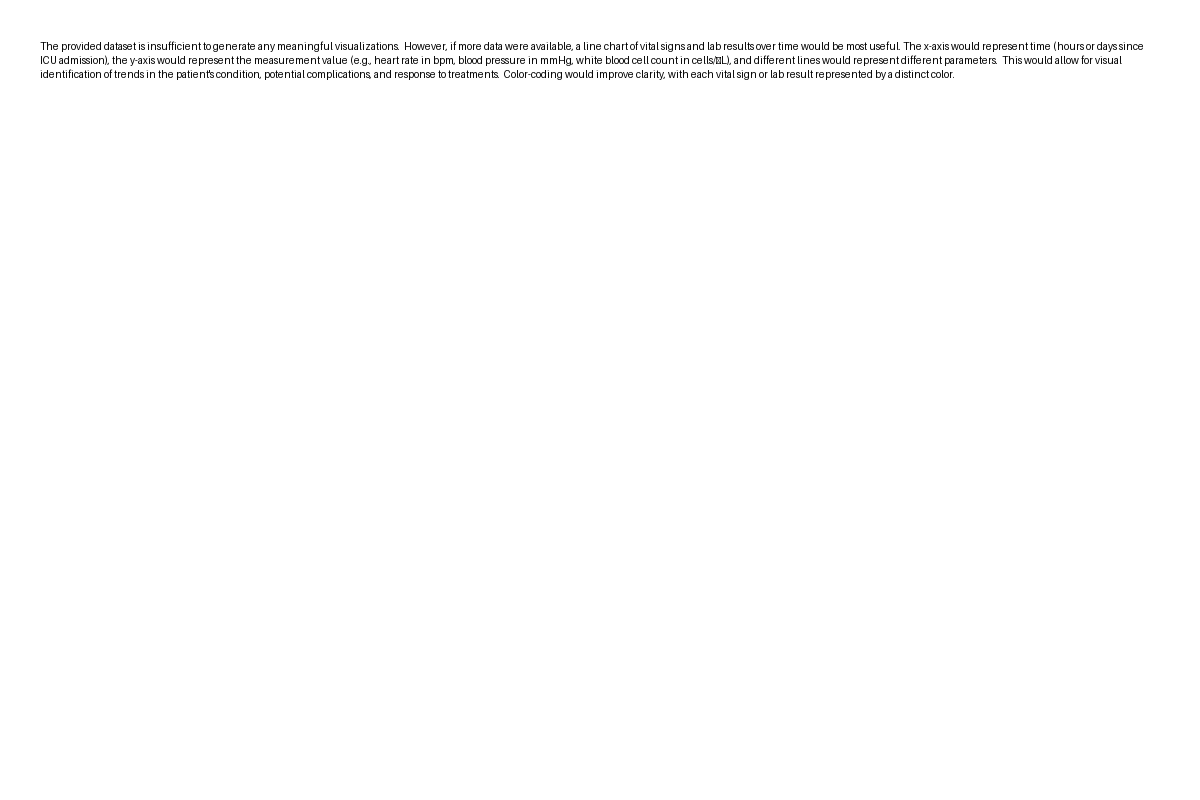 The provided dataset is insufficient to generate any meaningful visualizations.  However, if more data were available, a line chart of vital signs and lab results over time would be most useful. The x-axis would represent time (hours or days since
ICU admission), the y-axis would represent the measurement value (e.g., heart rate in bpm, blood pressure in mmHg, white blood cell count in cells/▯L), and different lines would represent different parameters.  This would allow for visual
identification of trends in the patient's condition, potential complications, and response to treatments.  Color-coding would improve clarity, with each vital sign or lab result represented by a distinct color.